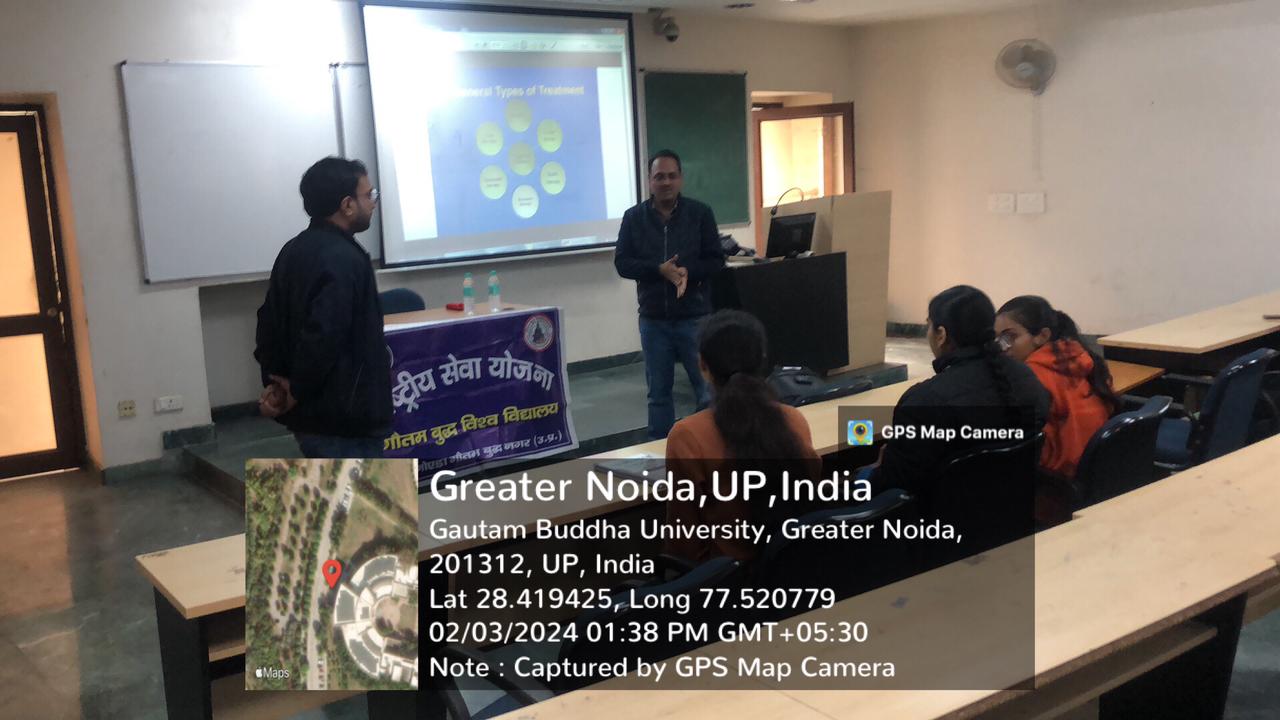 General Types of Treatment
राष्ट्रीय सेवा योजना
गौतम बुद्ध विश्व विद्यालय
गौतम बुद्ध नगर (उ.प्र.)
GPS Map Camera
Greater Noida,UP,India
Gautam Buddha University, Greater Noida,
201312, UP, India
Lat 28.419425, Long 77.520779
02/03/2024 01:38 PM GMT+05:30
Note : Captured by GPS Map Camera
Maps